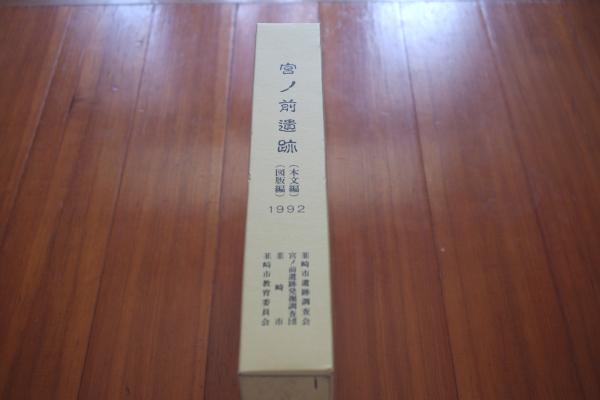 宮ノ前遺跡
(本文編)
(図版編)
1992
韮崎市遺跡調査会
宮ノ前遺跡発掘調査団
韮崎市
韮崎市教育委員会